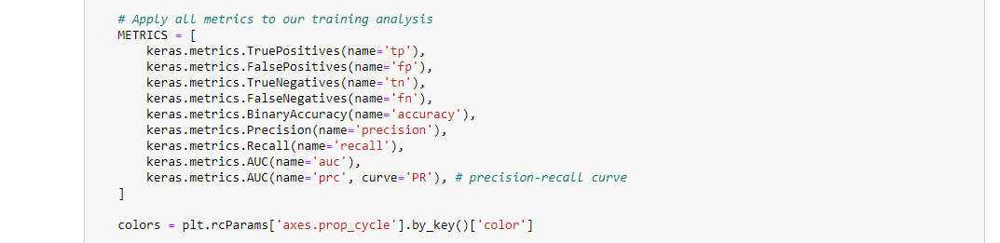 # Apply all metrics to our training analysis
METRICS = [
    keras.metrics.TruePositives(name='tp'),
    keras.metrics.FalsePositives(name='fp'),
    keras.metrics.TrueNegatives(name='tn'),
    keras.metrics.FalseNegatives(name='fn'),
    keras.metrics.BinaryAccuracy(name='accuracy'),
    keras.metrics.Precision(name='precision'),
    keras.metrics.Recall(name='recall'),
    keras.metrics.AUC(name='auc'),
    keras.metrics.AUC(name='prc', curve='PR'), # precision-recall curve
]
colors = plt.rcParams['axes.prop_cycle'].by_key()['color']